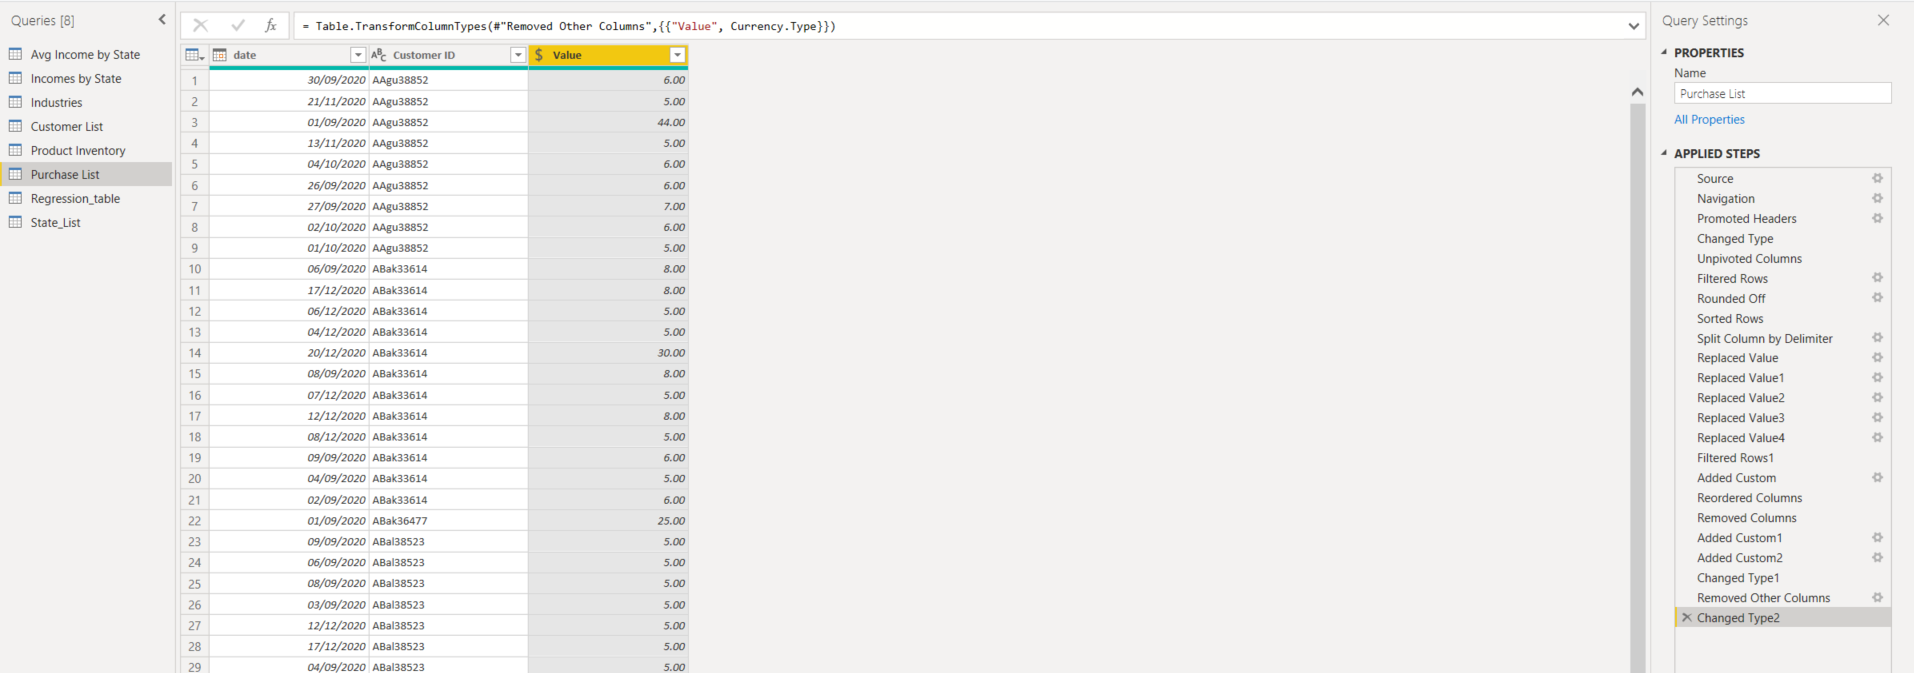 Queries [8]
Avg Income by State
Incomes by State
Industries
Customer List
Product Inventory
Purchase List
Regression_table
State_List
fx
= Table.TransformColumnTypes(#"Removed Other Columns",{{"Value", Currency.Type}})
date ABC Customer ID $ Value
1 30/09/2020 AAgu38852 6.00
2 21/11/2020 AAgu38852 5.00
3 01/09/2020 AAgu38852 44.00
4 13/11/2020 AAgu38852 5.00
5 04/10/2020 AAgu38852 6.00
6 26/09/2020 AAgu38852 6.00
7 27/09/2020 AAgu38852 7.00
8 02/10/2020 AAgu38852 6.00
9 01/10/2020 AAgu38852 5.00
10 06/09/2020 ABak33614 8.00
11 17/12/2020 ABak33614 8.00
12 06/12/2020 ABak33614 5.00
13 04/12/2020 ABak33614 5.00
14 20/12/2020 ABak33614 30.00
15 08/09/2020 ABak33614 8.00
16 07/12/2020 ABak33614 5.00
17 12/12/2020 ABak33614 8.00
18 08/12/2020 ABak33614 5.00
19 09/09/2020 ABak33614 6.00
20 04/09/2020 ABak33614 5.00
21 02/09/2020 ABak33614 6.00
22 01/09/2020 ABak36477 25.00
23 09/09/2020 ABal38523 5.00
24 06/09/2020 ABal38523 5.00
25 08/09/2020 ABal38523 5.00
26 03/09/2020 ABal38523 5.00
27 12/12/2020 ABal38523 5.00
28 17/12/2020 ABal38523 5.00
29 04/09/2020 ABal38523 5.00
Query Settings
PROPERTIES
Name
Purchase List
All Properties
APPLIED STEPS
Source
Navigation
Promoted Headers
Changed Type
Unpivoted Columns
Filtered Rows
Rounded Off
Sorted Rows
Split Column by Delimiter
Replaced Value
Replaced Value1
Replaced Value2
Replaced Value3
Replaced Value4
Filtered Rows1
Added Custom
Reordered Columns
Removed Columns
Added Custom1
Added Custom2
Changed Type1
Removed Other Columns
Changed Type2